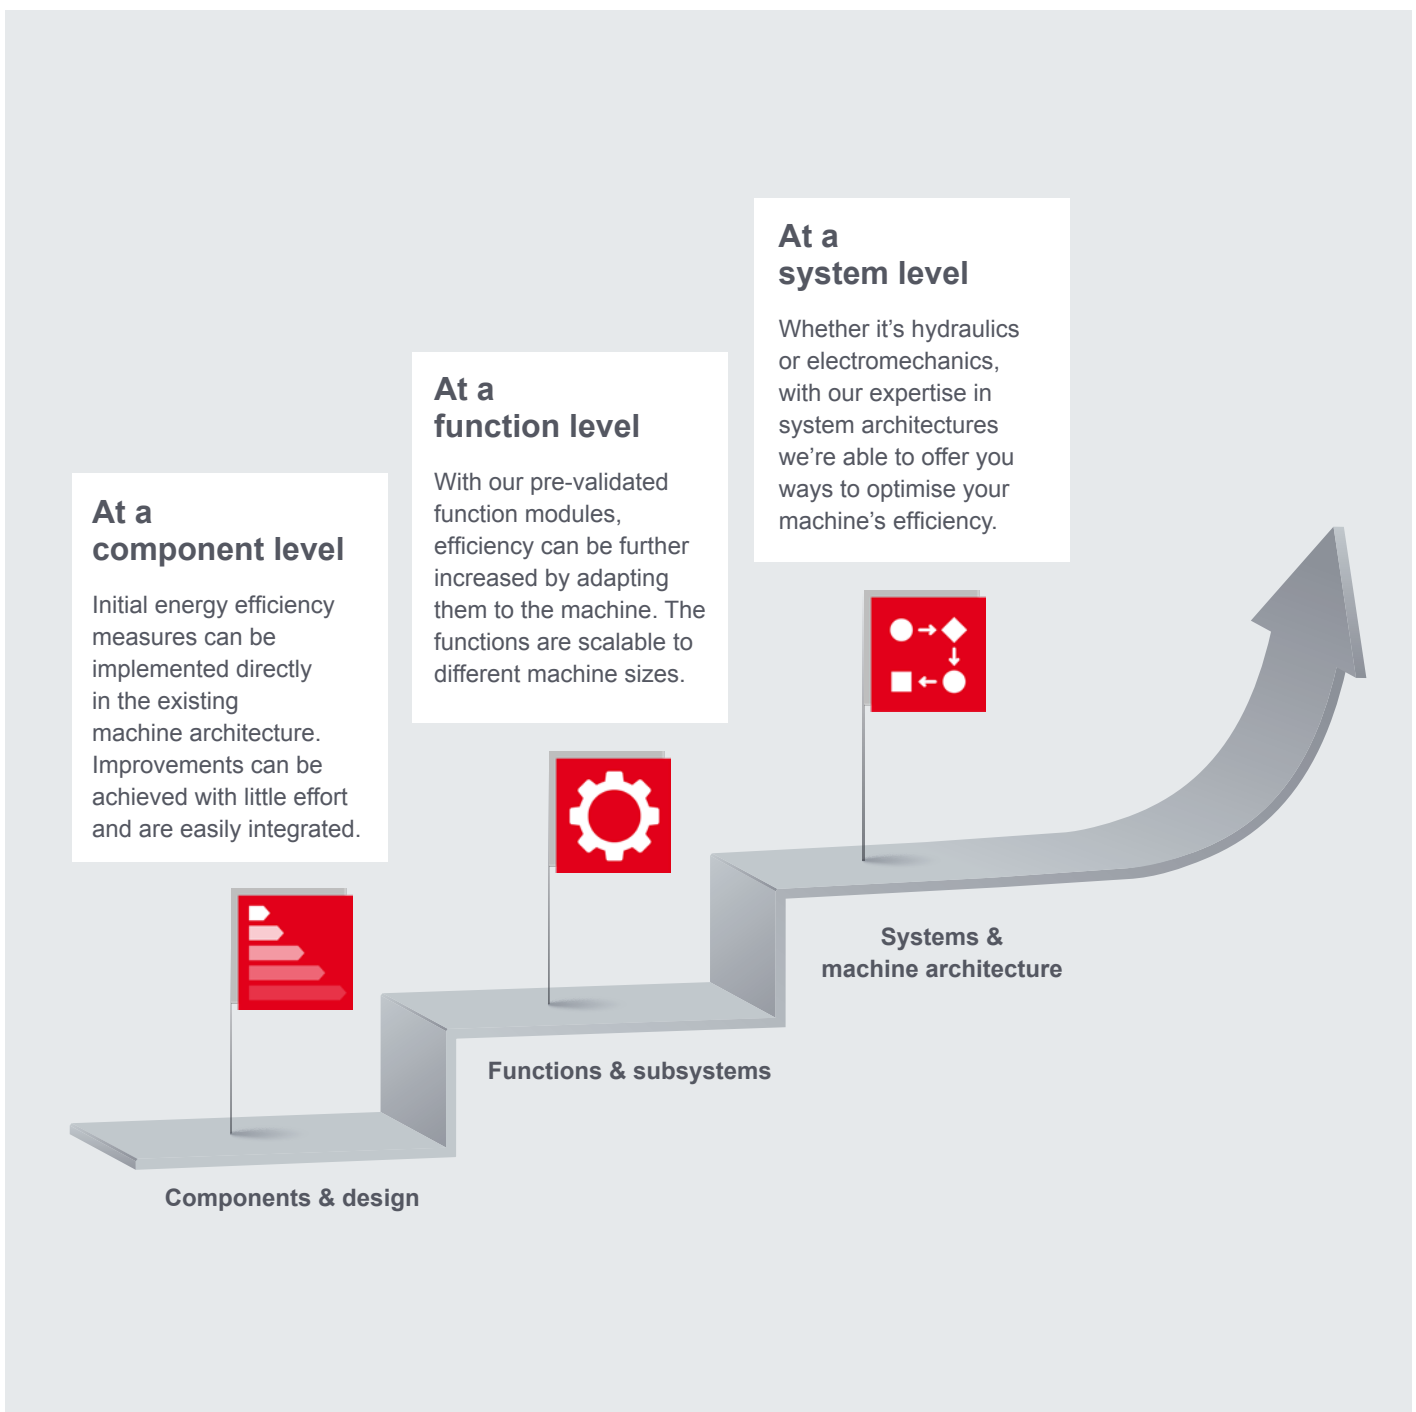 At a
system level
Whether it’s hydraulics
or electromechanics,
with our expertise in
system architectures
we’re able to offer you
ways to optimise your
machine’s efficiency.
At a
function level
With our pre-validated
function modules,
efficiency can be further
increased by adapting
them to the machine. The
functions are scalable to
different machine sizes.
At a
component level
Initial energy efficiency
measures can be
implemented directly
in the existing
machine architecture.
Improvements can be
achieved with little effort
and are easily integrated.
Systems &
machine architecture
Functions & subsystems
Components & design